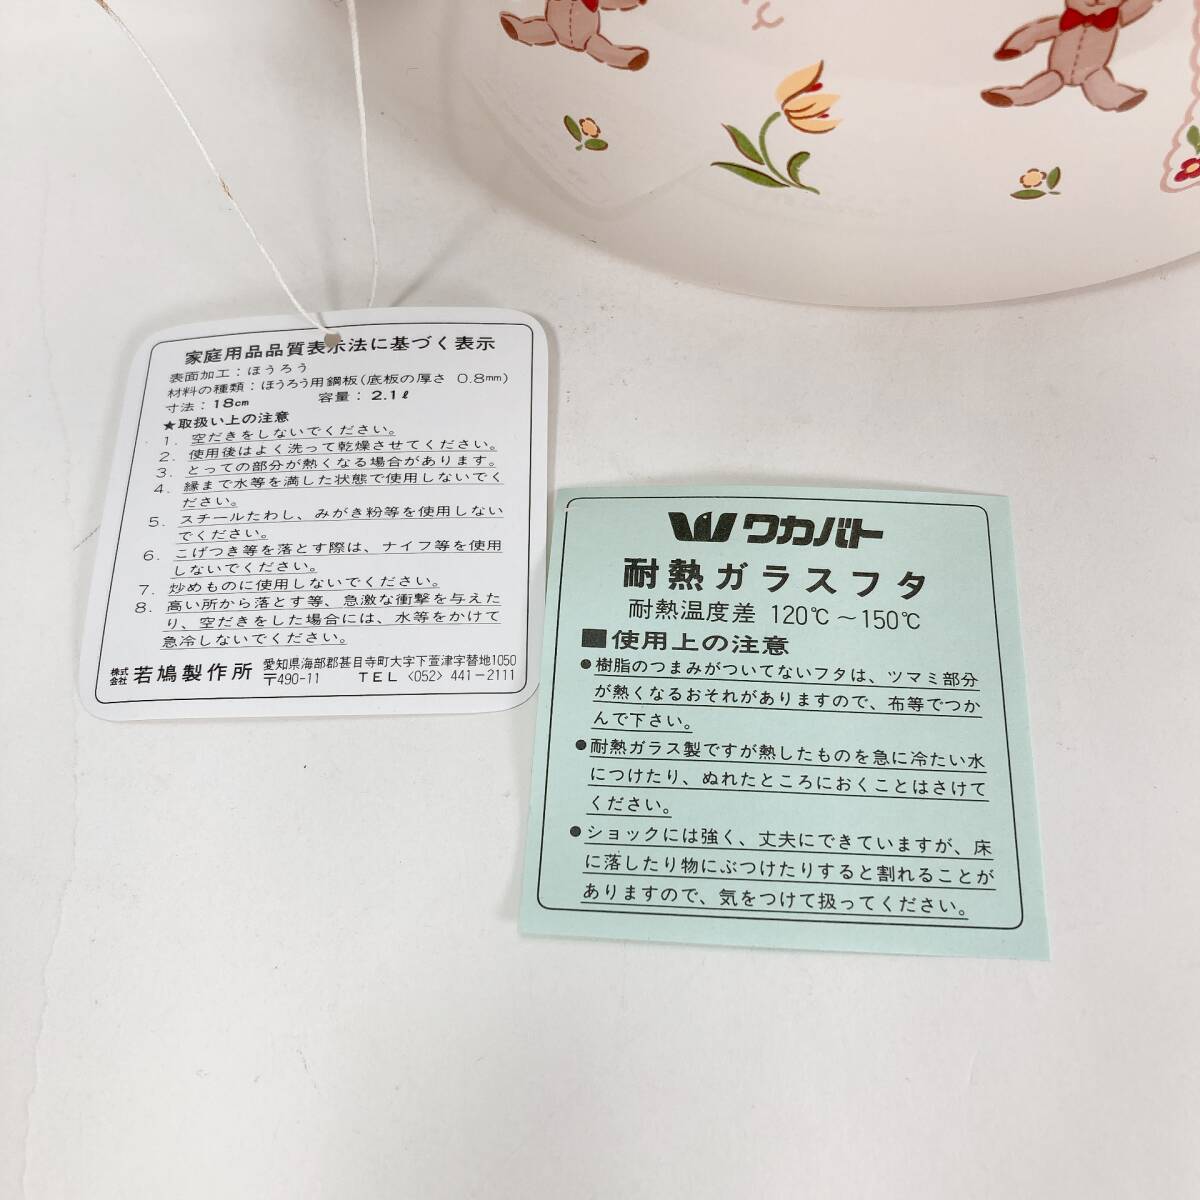 家庭用品品質表示法に基づく表示
表面加工：ほうろう
材料の種類：ほうろう用鋼板(底板の厚さ 0.8mm)
寸法：18cm 容量：2.1ℓ
★取扱い上の注意
1. 空だきをしないでください。
2. 使用後はよく洗って乾燥させてください。
3. とっての部分が熱くなる場合があります。
4. 縁まで水等を満した状態で使用しないでく
ださい。
5. スチールたわし、みがき粉等を使用しない
でください。
6. こげつき等を落とす際は、ナイフ等を使用
しないでください。
7. 炒めものに使用しないでください。
8. 高い所から落とす等、急激な衝撃を与えた
り、空だきをした場合には、水等をかけて
急冷しないでください。
株式会社 若鳩製作所 愛知県海部郡甚目寺町大字下萱津字替地1050
〒490-11 TEL <052> 441-2111
ワカバト
耐熱ガラスフタ
耐熱温度差 120℃～150℃
■使用上の注意
●樹脂のつまみがついてないフタは、ツマミ部分
が熱くなるおそれがありますので、布等でつか
んで下さい。
●耐熱ガラス製ですが熱したものを急に冷たい水
につけたり、ぬれたところにおくことはさけて
ください。
●ショックには強く、丈夫にできていますが、床
に落したり物にぶつけたりすると割れることが
ありますので、気をつけて扱ってください。